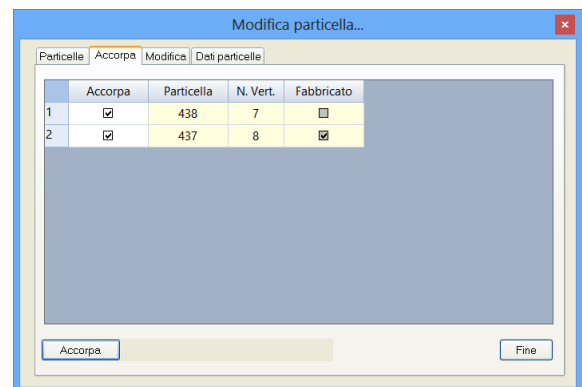 Modifica particella...
Particelle Accorpa Modifica Dati particelle
Accorpa Particella N. Vert. Fabbricato
1 438 7
2 437 8
Accorpa Fine